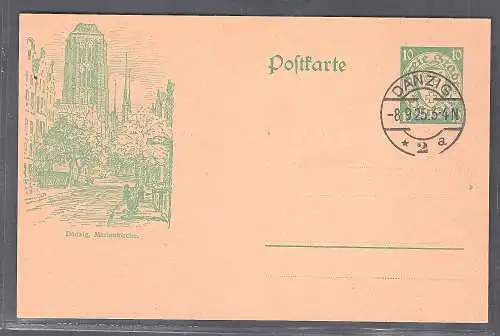 Postkarte
10 10
DANZIG
-8.9.25.5-4 N
* 2 a
Danzig, Marienkirche.